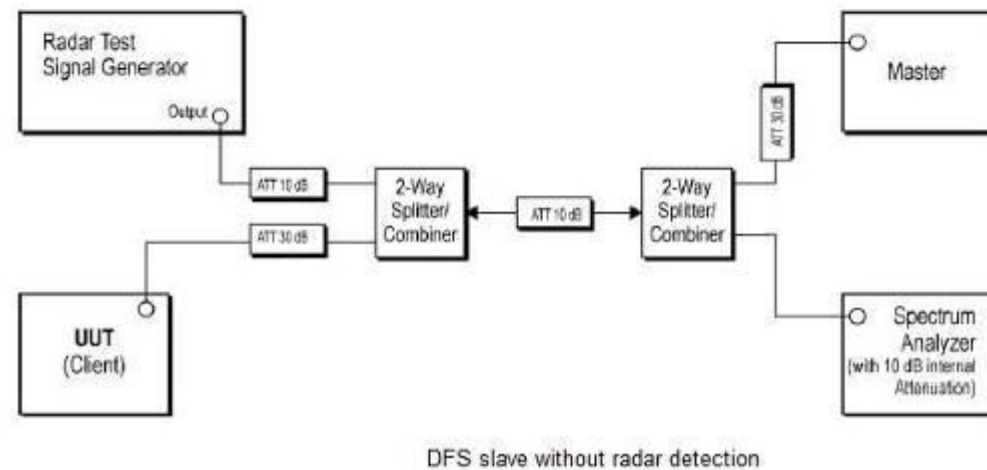 Radar Test
Signal Generator
Output
Master
ATT 30 dB
ATT 10 dB
2-Way
Splitter/
Combiner
ATT 10 dB
2-Way
Splitter/
Combiner
ATT 30 dB
UUT
(Client)
Spectrum
Analyzer
(with 10 dB internal
Attenuation)
DFS slave without radar detection